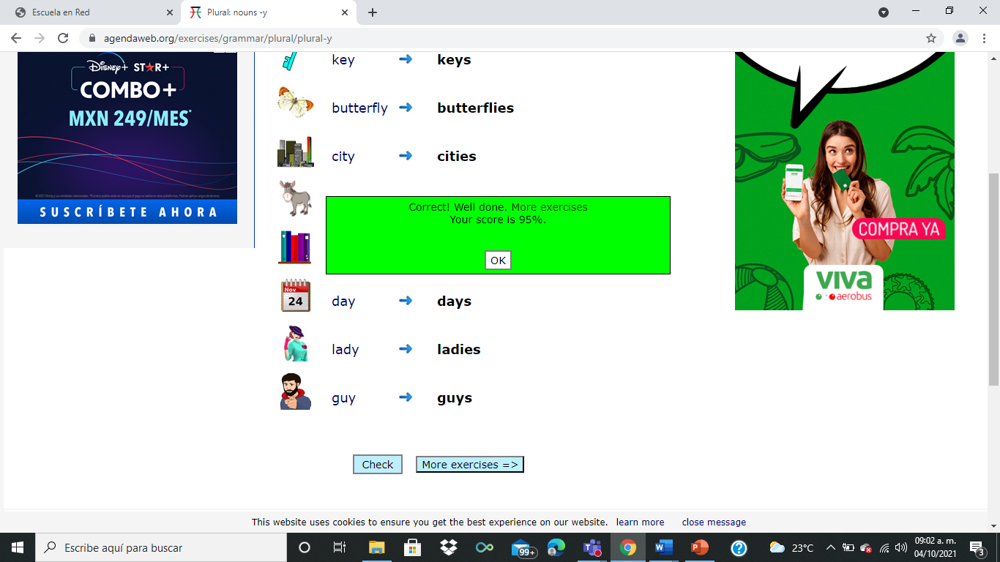 Escuela en Red
Plural: nouns -y
agendaweb.org/exercises/grammar/plural/plural-y
Disney+ STAR+
COMBO+
MXN 249/MES*
SUSCRÍBETE AHORA
key keys
butterfly butterflies
city cities
Correct! Well done. More exercises
Your score is 95%.
OK
Nov
24
day days
lady ladies
guy guys
Check
More exercises =>
VIVA
COMPRA YA
viva
aerobus
This website uses cookies to ensure you get the best experience on our website. learn more close message
Escribe aquí para buscar
99+
23°C
09:02 a. m.
04/10/2021
3